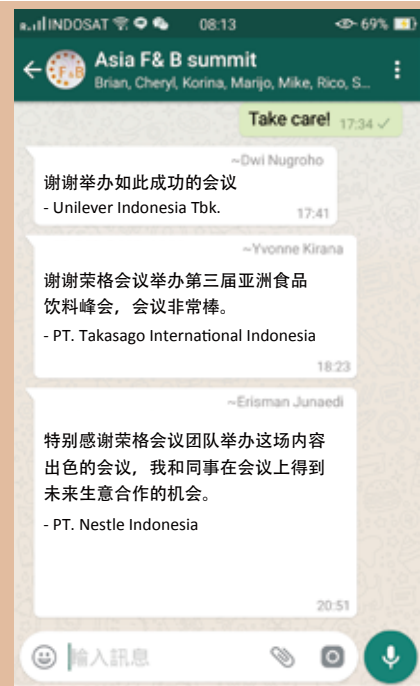 INDOSAT 08:13 69%
Asia F& B summit
Brian, Cheryl, Korina, Marijo, Mike, Rico, S...
Take care! 17:34
~Dwi Nugroho
谢谢举办如此成功的会议
- Unilever Indonesia Tbk.
17:41
~Yvonne Kirana
谢谢荣格会议举办第三届亚洲食品
饮料峰会，会议非常棒。
- PT. Takasago International Indonesia
18:23
~Erisman Junaedi
特别感谢荣格会议团队举办这场内容
出色的会议，我和同事在会议上得到
未来生意合作的机会。
- PT. Nestle Indonesia
20:51
輸入訊息